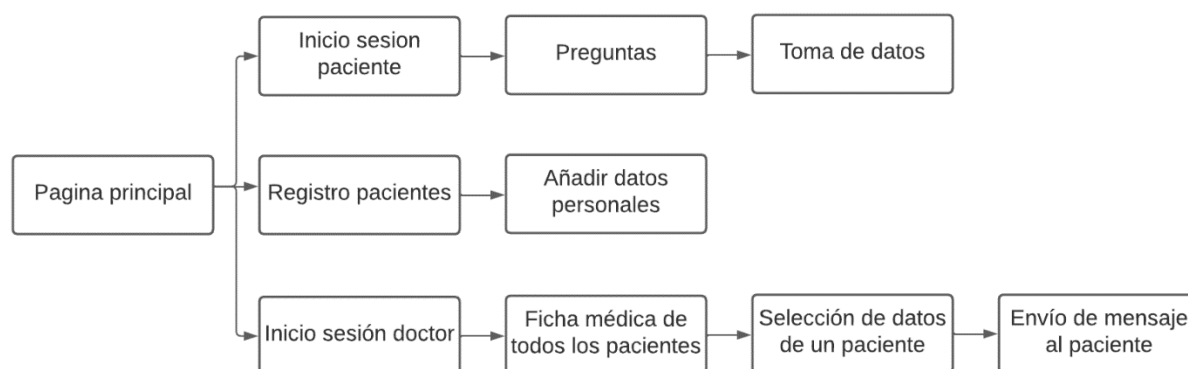 Inicio sesion
paciente
Preguntas
Toma de datos
Pagina principal
Registro pacientes
Añadir datos
personales
Inicio sesión doctor
Ficha médica de
todos los pacientes
Selección de datos
de un paciente
Envío de mensaje
al paciente